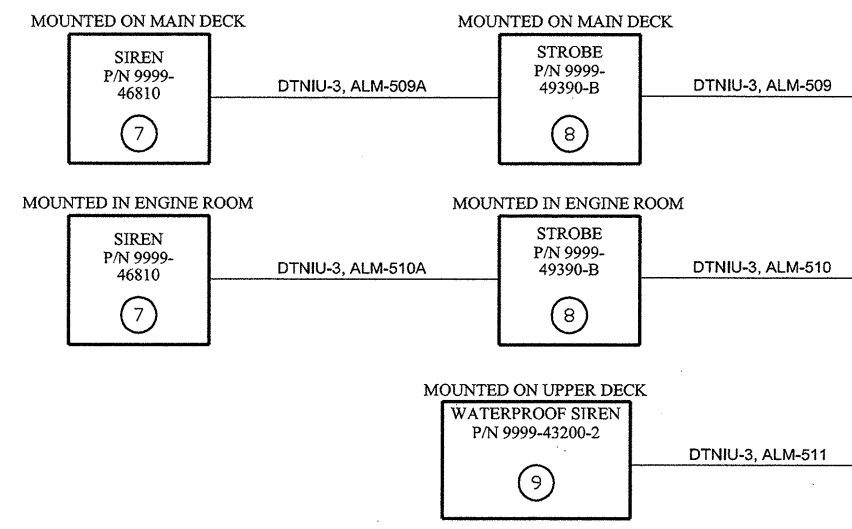 MOUNTED ON MAIN DECK
SIREN
P/N 9999-
46810
7
DTNIU-3, ALM-509A
MOUNTED ON MAIN DECK
STROBE
P/N 9999-
49390-B
8
DTNIU-3, ALM-509
MOUNTED IN ENGINE ROOM
SIREN
P/N 9999-
46810
7
DTNIU-3, ALM-510A
MOUNTED IN ENGINE ROOM
STROBE
P/N 9999-
49390-B
8
DTNIU-3, ALM-510
MOUNTED ON UPPER DECK
WATERPROOF SIREN
P/N 9999-43200-2
9
DTNIU-3, ALM-511